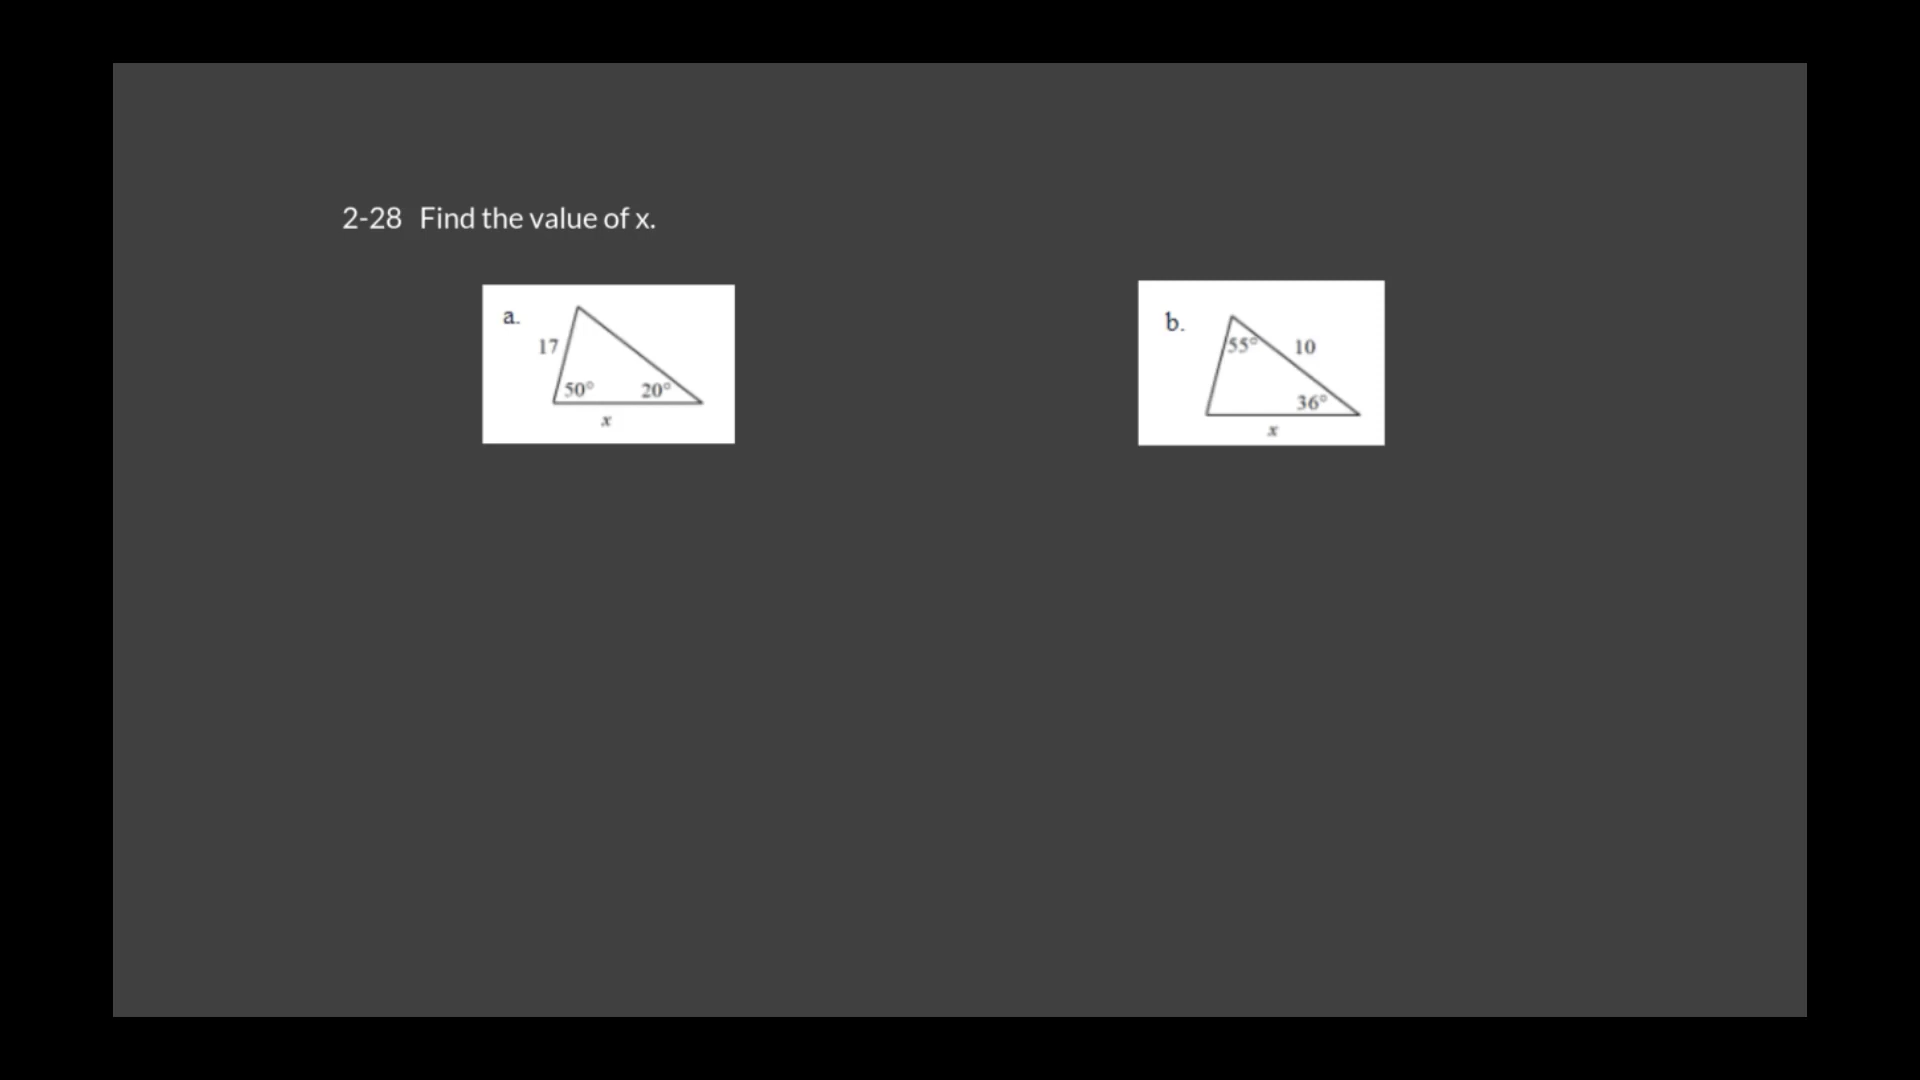 2-28 Find the value of x.
a.
17
50°
20°
x
b.
55°
10
36°
x